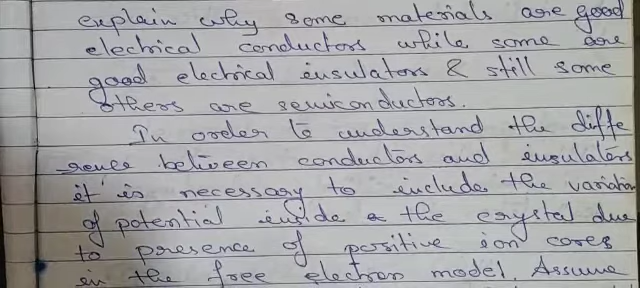 explain why some materials are good
electrical conductors while some are
good electrical insulators & still some
others are semiconductors.
In order to understand the diffe
rence between conductors and insulators
it is necessary to include the variation
of potential inside the crystal due
to presence of positive ion cores
in the free electron model. Assume